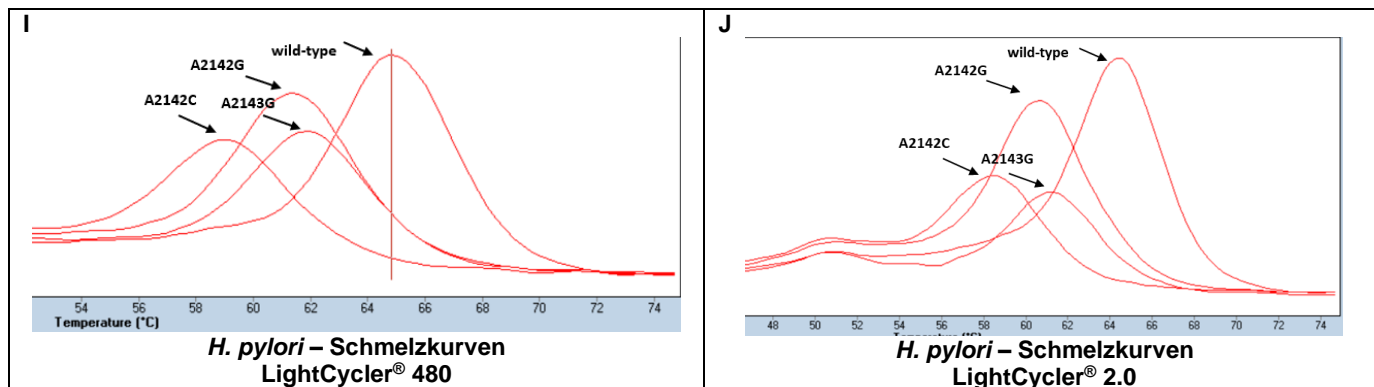 I
wild-type
A2142G
A2142C
A2143G
54 56 58 60 62 64 66 68 70 72 74
Temperature (°C)
H. pylori – Schmelzkurven
LightCycler® 480
J
wild-type
A2142G
A2142C
A2143G
48 50 52 54 56 58 60 62 64 66 68 70 72 74
H. pylori – Schmelzkurven
LightCycler® 2.0